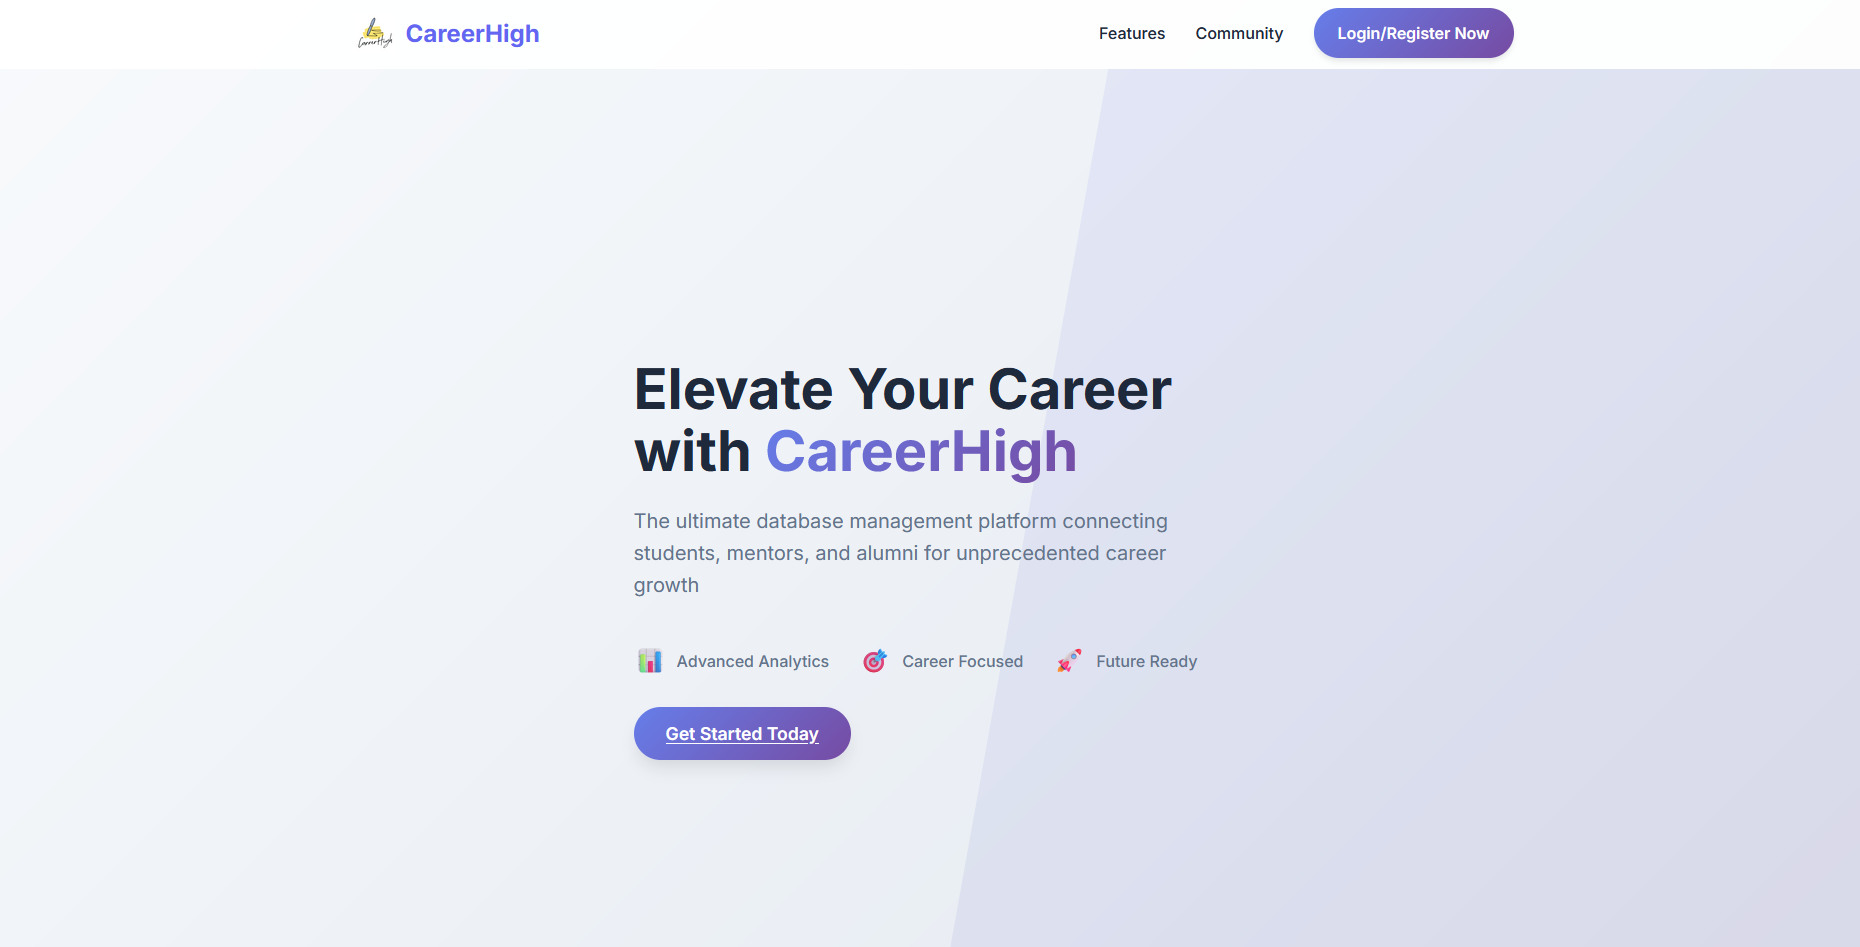 CareerHigh
CareerHigh
Features
Community
Login/Register Now
Elevate Your Career
with CareerHigh
The ultimate database management platform connecting
students, mentors, and alumni for unprecedented career
growth
Advanced Analytics
Career Focused
Future Ready
Get Started Today